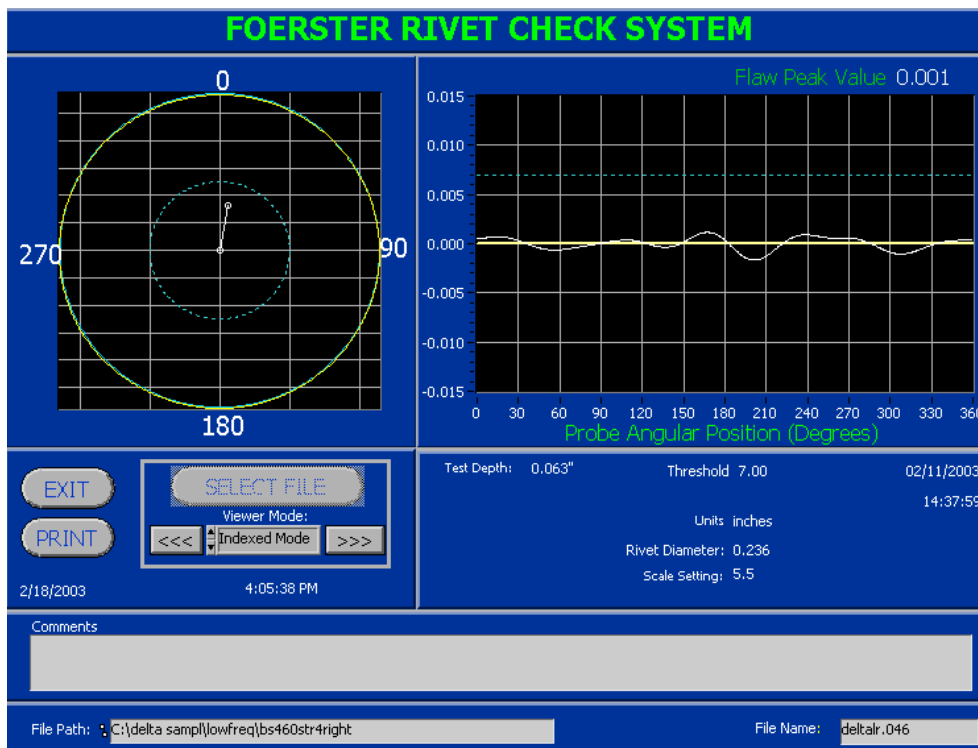 FOERSTER RIVET CHECK SYSTEM
0
270
90
180
Flaw Peak Value 0.001
0.015
0.010
0.005
0.000
-0.005
-0.010
-0.015
0 30 60 90 120 150 180 210 240 270 300 330 360
Probe Angular Position (Degrees)
EXIT
PRINT
SELECT FILE
Viewer Mode:
<<< Indexed Mode >>>
2/18/2003 4:05:38 PM
Test Depth: 0.063" Threshold 7.00 02/11/2003
14:37:59
Units inches
Rivet Diameter: 0.236
Scale Setting: 5.5
Comments
File Path: C:\delta sampl\lowfreq\bs460str4right File Name: deltalr.046